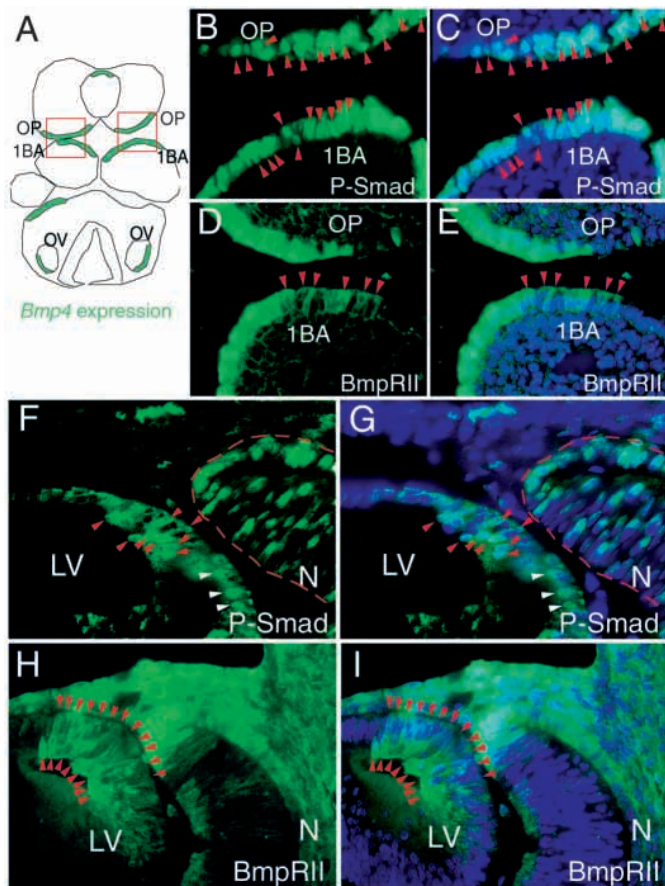 A
OP
OP
1BA
1BA
OV
OV
Bmp4 expression
B
OP
1BA
P-Smad
C
OP
1BA
P-Smad
D
OP
1BA
BmpRII
E
OP
1BA
BmpRII
F
LV
N
P-Smad
G
LV
N
P-Smad
H
LV
N
BmpRII
I
LV
N
BmpRII